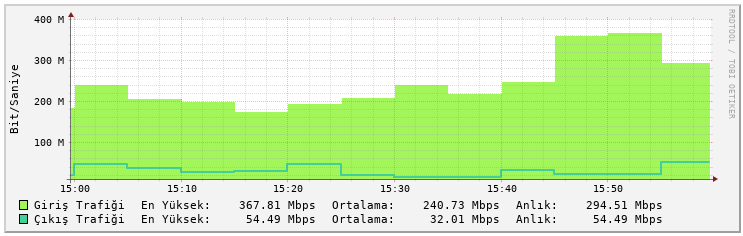 400 M
300 M
200 M
100 M
Bit/Saniye
RRDTOOL / TOBI OETIKER
15:00 15:10 15:20 15:30 15:40 15:50
Giriş Trafiği En Yüksek: 367.81 Mbps Ortalama: 240.73 Mbps Anlık: 294.51 Mbps
Çıkış Trafiği En Yüksek: 54.49 Mbps Ortalama: 32.01 Mbps Anlık: 54.49 Mbps